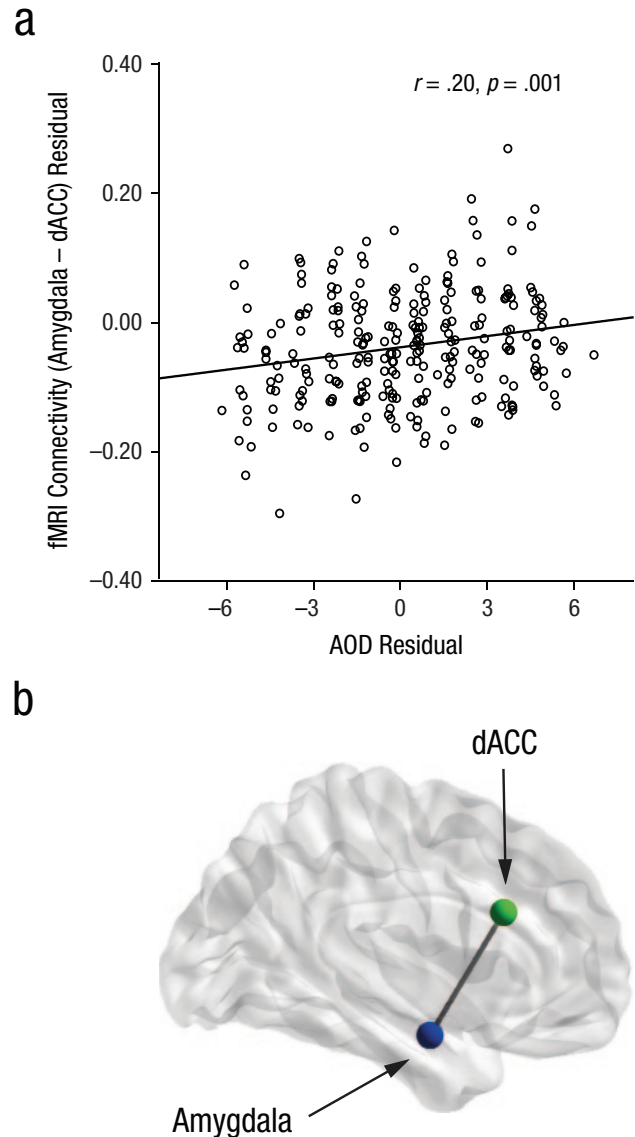 a
fMRI Connectivity (Amygdala – dACC) Residual
0.40
0.20
0.00
–0.20
–0.40
r = .20, p = .001
–6 –3 0 3 6
AOD Residual
b
dACC
Amygdala